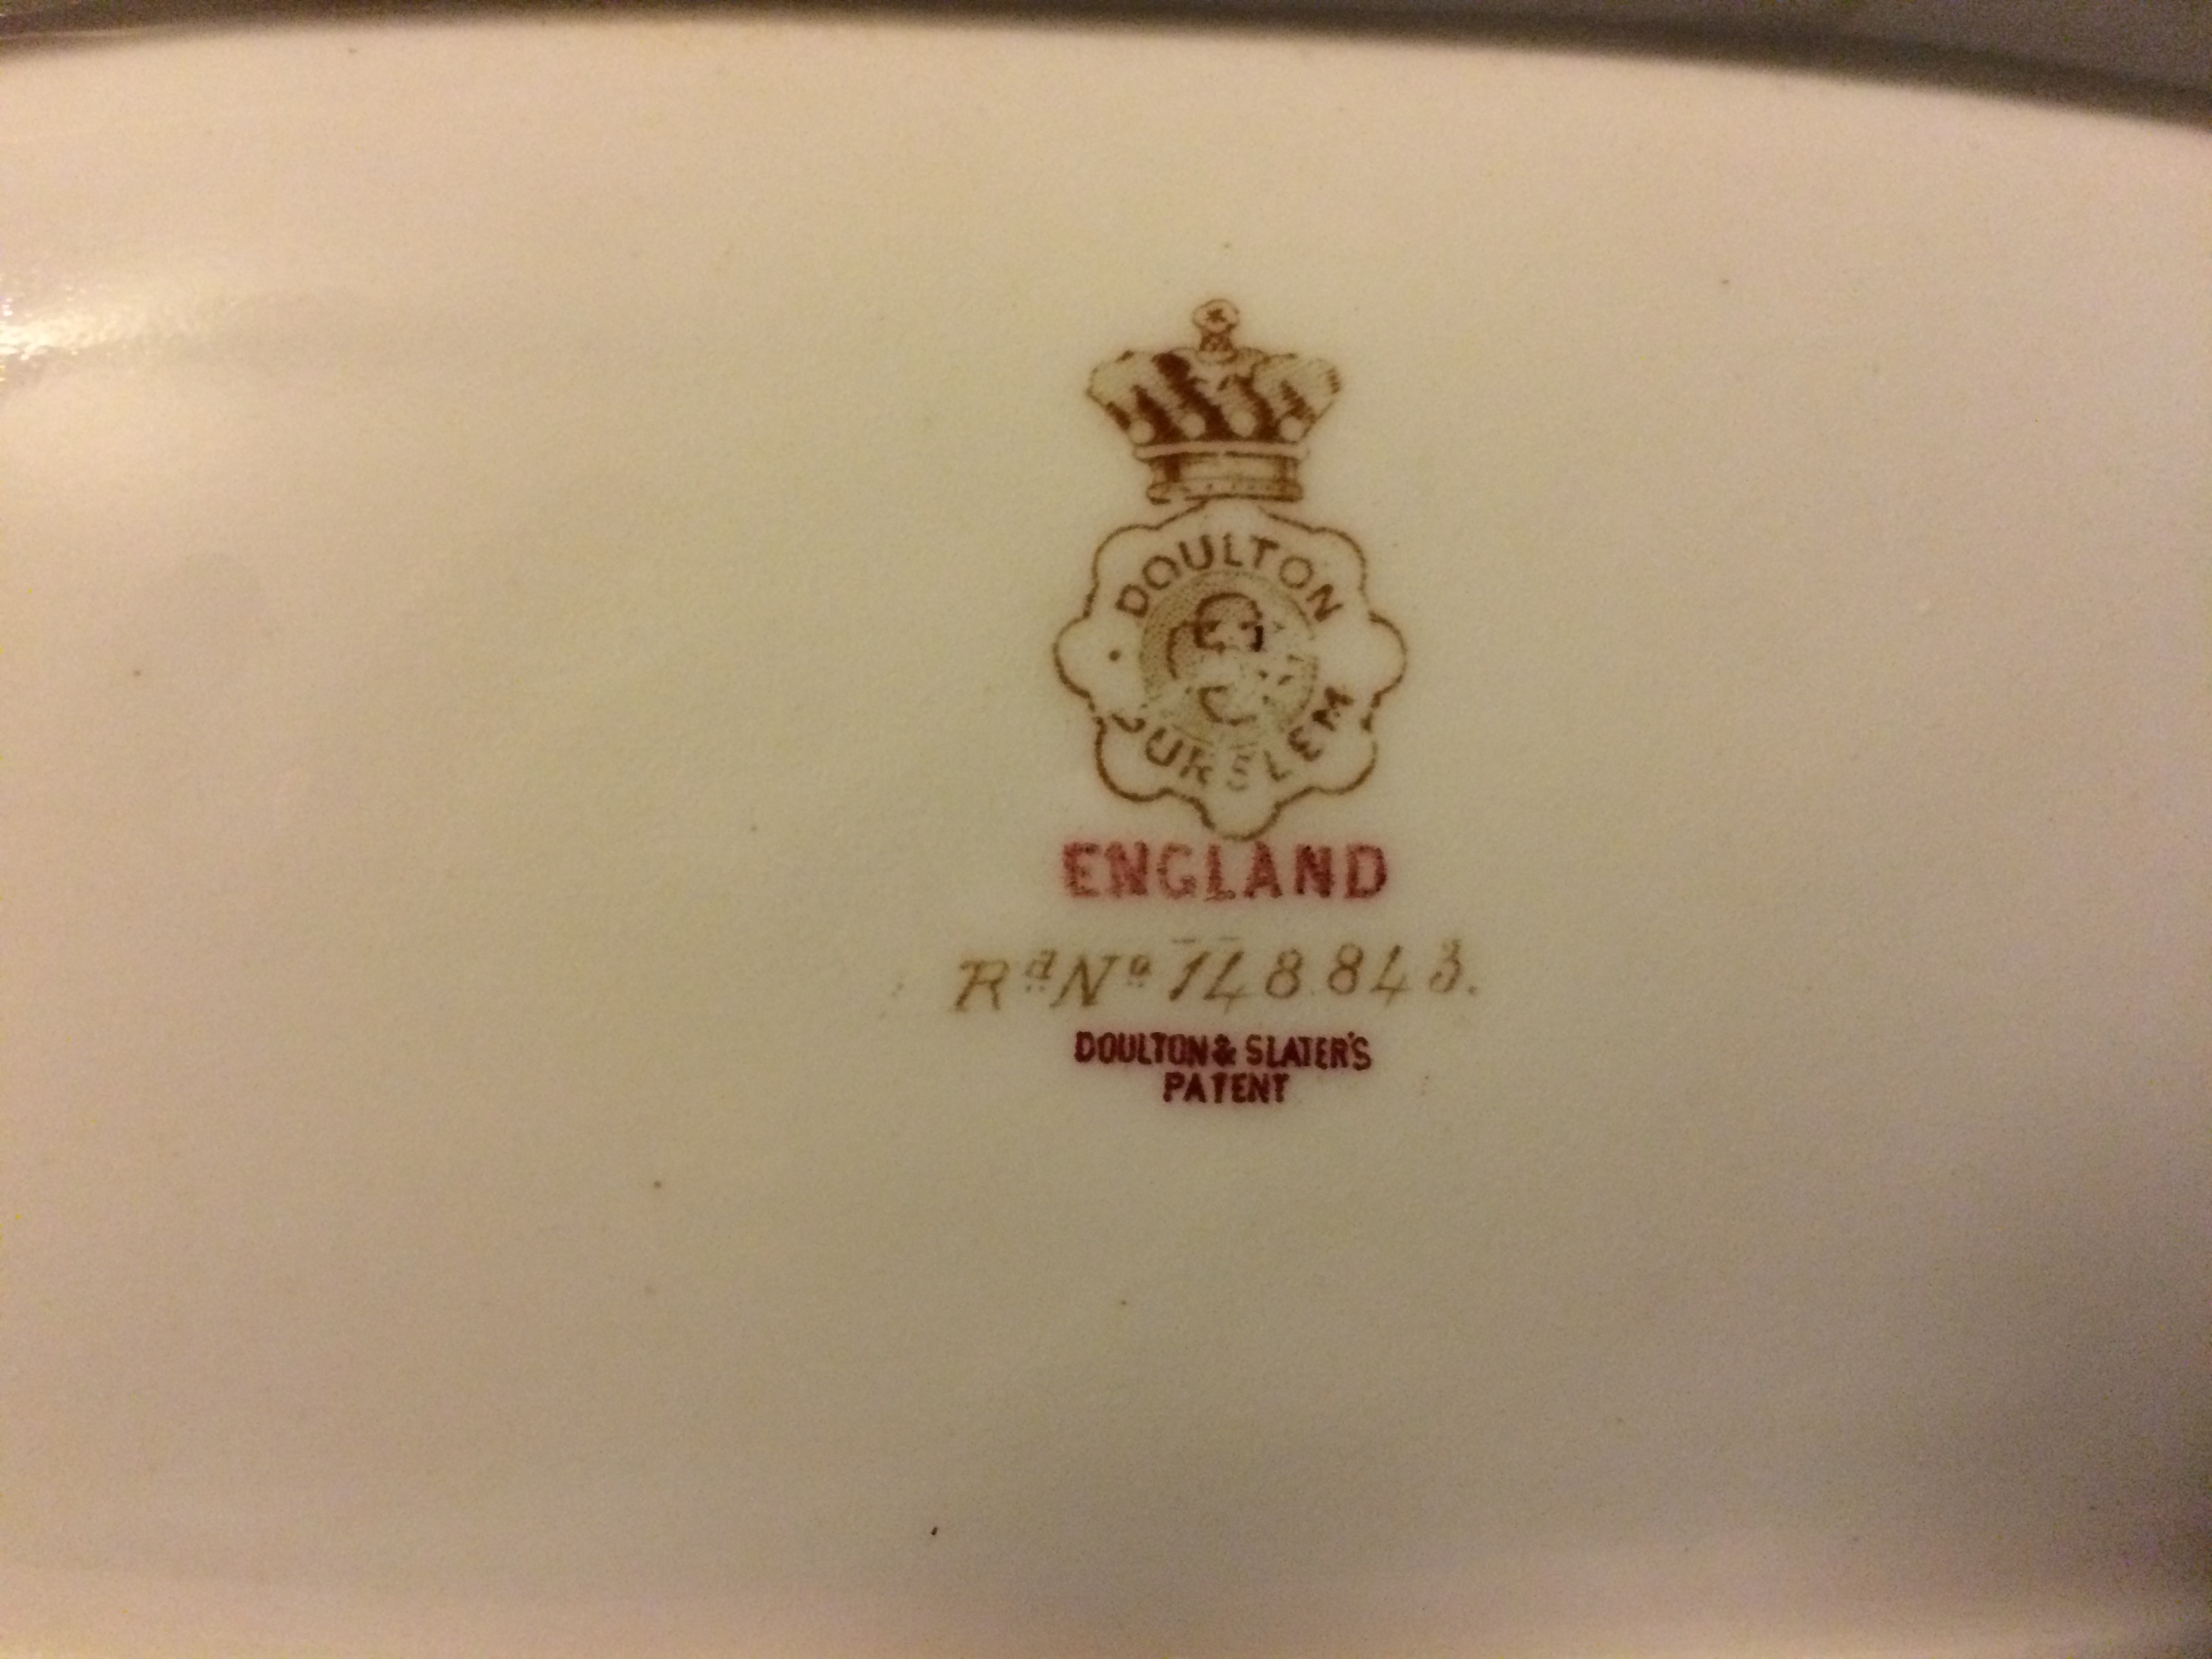 DOULTON
BURSLEM
ENGLAND
Rd No 148843.
DOULTON & SLATER'S
PATENT